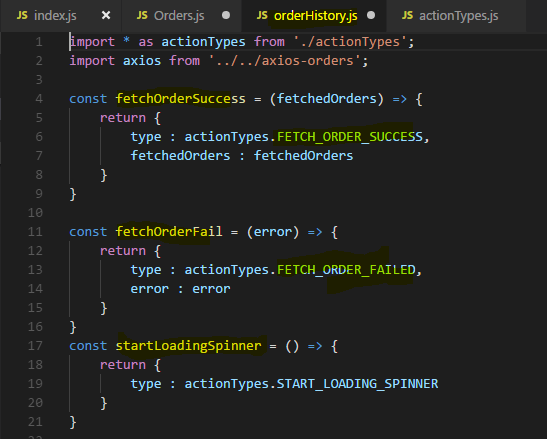 JS index.js × JS Orders.js ● JS orderHistory.js ● JS actionTypes.js
1 import * as actionTypes from './actionTypes';
2 import axios from '../../axios-orders';
3
4 const fetchOrderSuccess = (fetchedOrders) => {
5 return {
6 type : actionTypes.FETCH_ORDER_SUCCESS,
7 fetchedOrders : fetchedOrders
8 }
9 }
10
11 const fetchOrderFail = (error) => {
12 return {
13 type : actionTypes.FETCH_ORDER_FAILED,
14 error : error
15 }
16 }
17 const startLoadingSpinner = () => {
18 return {
19 type : actionTypes.START_LOADING_SPINNER
20 }
21 }